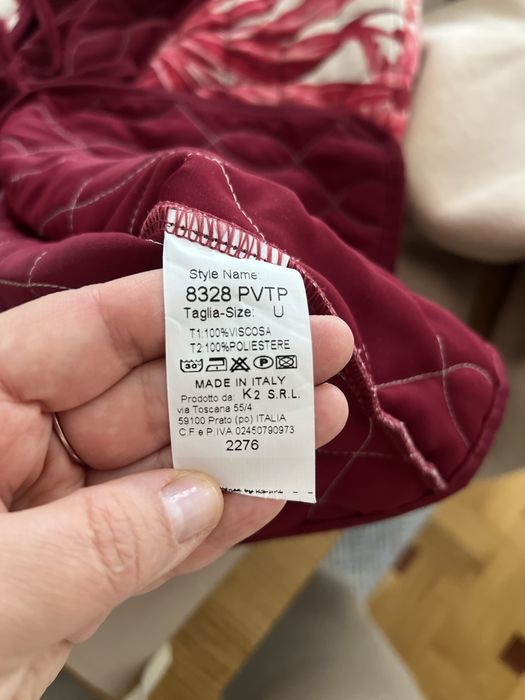 Style Name:
8328 PVTP
Taglia-Size: U
T1:100%VISCOSA
T2:100%POLIESTERE
30 P
MADE IN ITALY
Prodotto da: K2 S.R.L.
via Toscana 55/4
59100 Prato (po) ITALIA
C.F e P.IVA 02450790973
2276